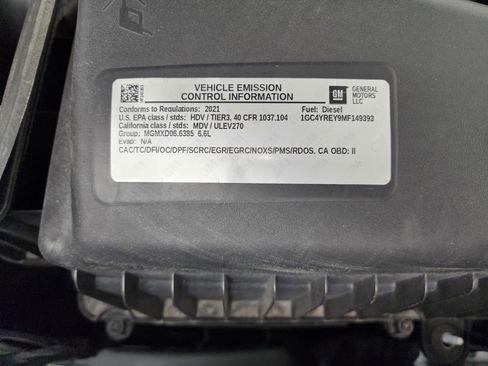 VEHICLE EMISSION
CONTROL INFORMATION
GM
GENERAL
MOTORS
LLC
Conforms to Regulations: 2021
Fuel: Diesel
U.S. EPA class / stds: HDV / TIER3, 40 CFR 1037.104
1GC4YREY9MF149393
California class / stds: MDV / ULEV270
Group: MGMXD06.6385 6.6L
Evap: N/A
CAC/TC/DFI/OC/DPF/SCRC/EGR/EGRC/NOXS/PMS/RDOS. CA OBD: II